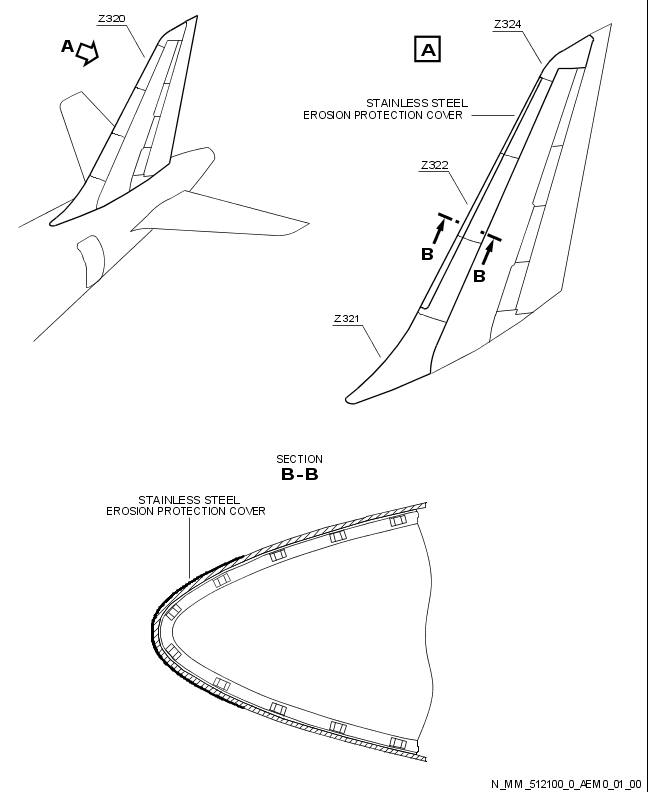 Z320
A
A
Z324
STAINLESS STEEL
EROSION PROTECTION COVER
Z322
B
B
Z321
SECTION
B-B
STAINLESS STEEL
EROSION PROTECTION COVER
N_MM_512100_0_AEM0_01_00